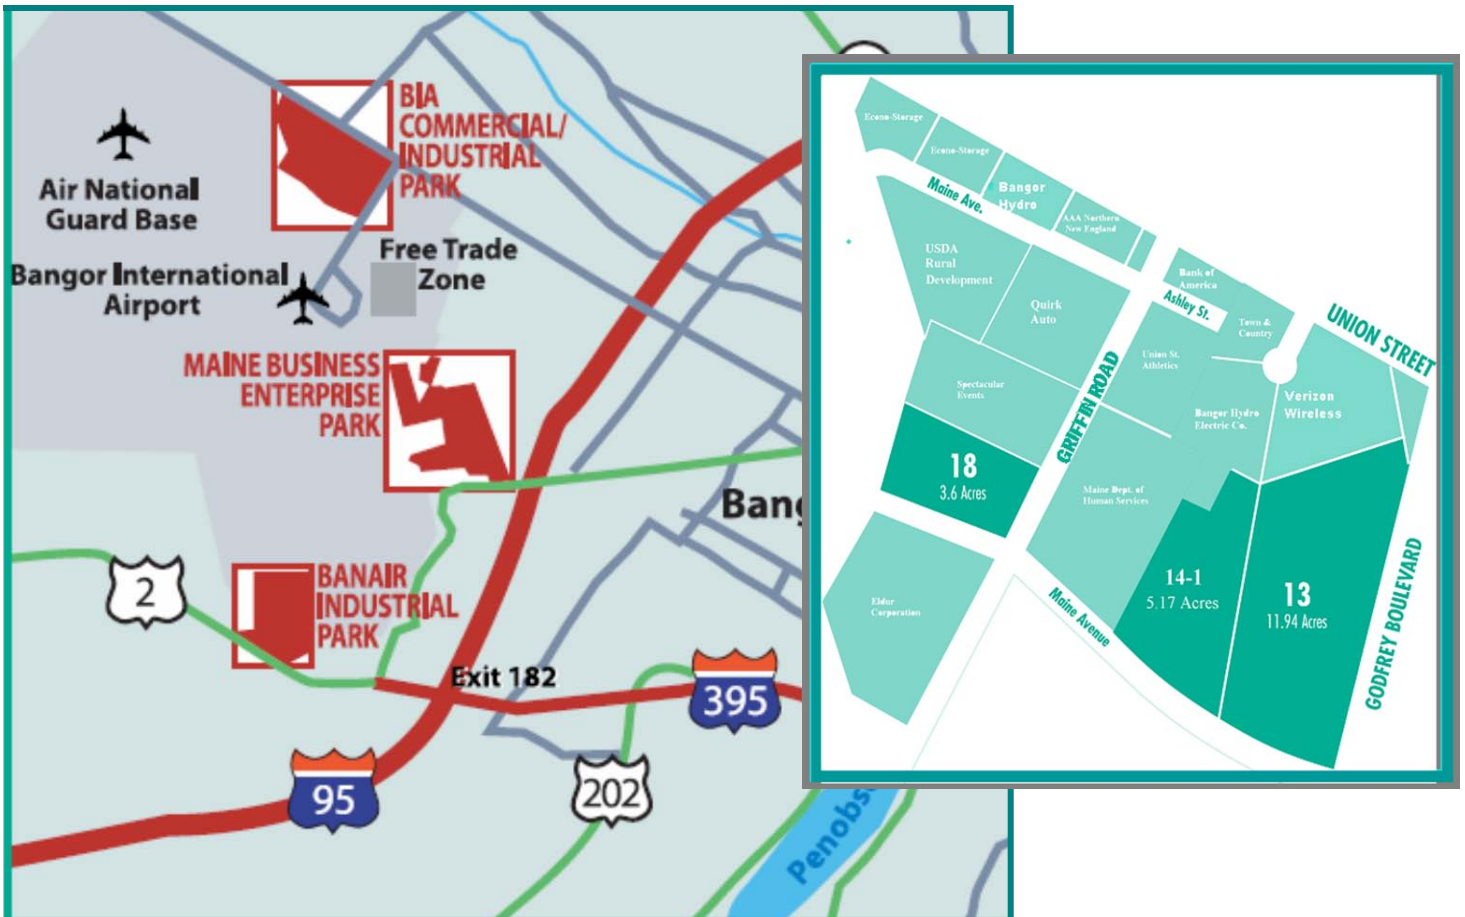 BIA
COMMERCIAL/
INDUSTRIAL
PARK
Air National
Guard Base
Free Trade
Zone
Bangor International
Airport
MAINE BUSINESS
ENTERPRISE
PARK
Bang
2
BANAIR
INDUSTRIAL
PARK
Exit 182
395
95
202
Penobs
Econo-Storage
Econo-Storage
Bangor
Hydro
Maine Ave.
AAA Northern
New England
USDA
Rural
Development
Bank of
America
Ashley St.
Quirk
Auto
Town &
Country
UNION STREET
Union St.
Athletics
GRIFFIN ROAD
Spectacular
Events
Verizon
Wireless
Bangor Hydro
Electric Co.
18
3.6 Acres
Maine Dept. of
Human Services
14-1
5.17 Acres
13
11.94 Acres
Eldur
Corporation
Maine Avenue
GODFREY BOULEVARD